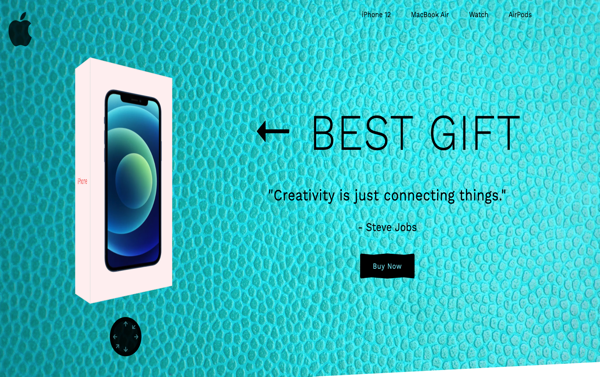 iPhone 12 MacBook Air Watch AirPods
BEST GIFT
"Creativity is just connecting things."
- Steve Jobs
Buy Now